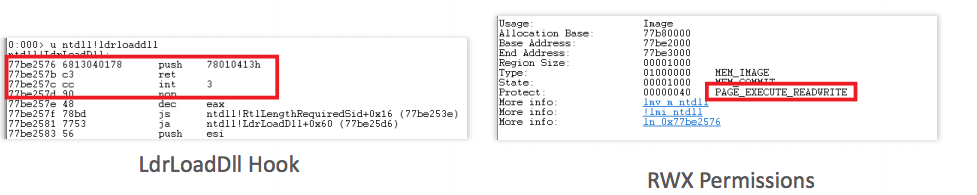 0:000> u ntdll!ldrloaddll
ntdll!LdrLoadDll:
77be2576 6813040178 push 78010413h
77be257b c3 ret
77be257c cc int 3
77be257d 90 nop
77be257e 48 dec eax
77be257f 78bd js ntdll!RtlLengthRequiredSid+0x16 (77be253e)
77be2581 7753 ja ntdll!LdrLoadDll+0x60 (77be25d6)
77be2583 56 push esi
LdrLoadDll Hook
Usage: Image
Allocation Base: 77b80000
Base Address: 77be2000
End Address: 77be3000
Region Size: 00001000
Type: 01000000 MEM_IMAGE
State: 00001000 MEM_COMMIT
Protect: 00000040 PAGE_EXECUTE_READWRITE
More info: lmv m ntdll
More info: !lmi ntdll
More info: ln 0x77be2576
RWX Permissions